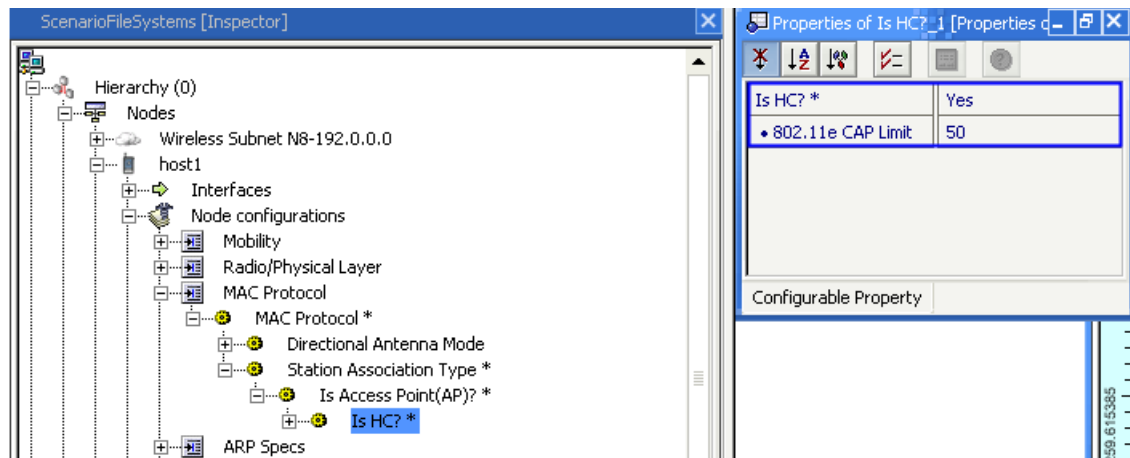 ScenarioFileSystems [Inspector]
Hierarchy (0)
Nodes
Wireless Subnet N8-192.0.0.0
host1
Interfaces
Node configurations
Mobility
Radio/Physical Layer
MAC Protocol
MAC Protocol *
Directional Antenna Mode
Station Association Type *
Is Access Point(AP)? *
Is HC? *
ARP Specs
Properties of Is HC?_1 [Properties
Is HC? * Yes
• 802.11e CAP Limit 50
Configurable Property
259.615385